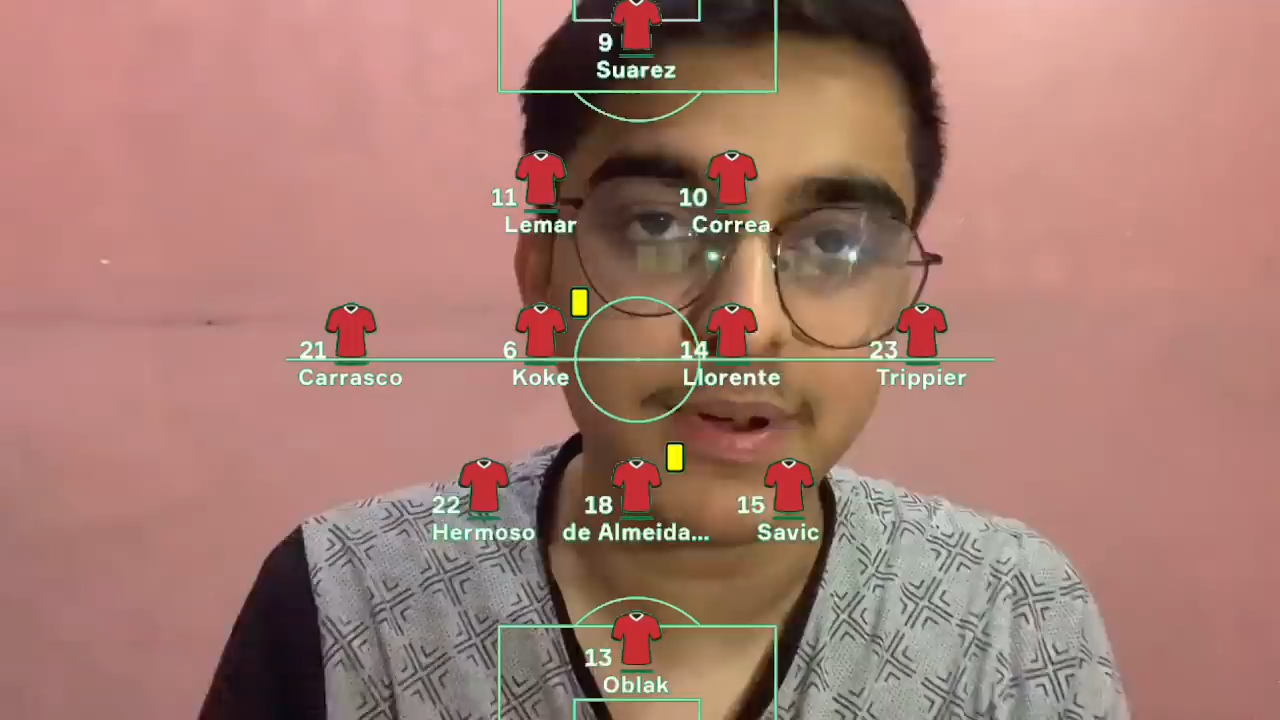 9
Suarez
11
Lemar
10
Correa
21
Carrasco
6
Koke
14
Llorente
23
Trippier
22
Hermoso
18
de Almeida...
15
Savic
13
Oblak